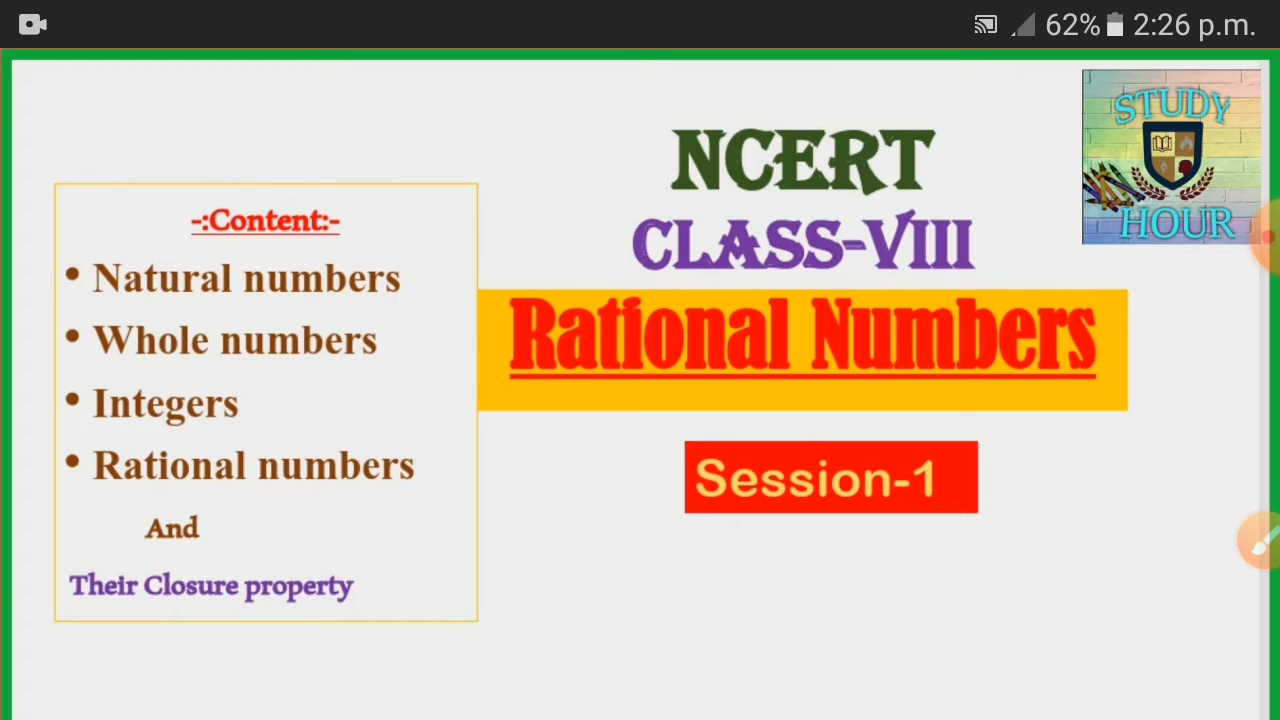 62% 2:26 p.m.
STUDY
HOUR
NCERT
CLASS-VIII
Rational Numbers
Session-1
-:Content:-
• Natural numbers
• Whole numbers
• Integers
• Rational numbers
And
Their Closure property